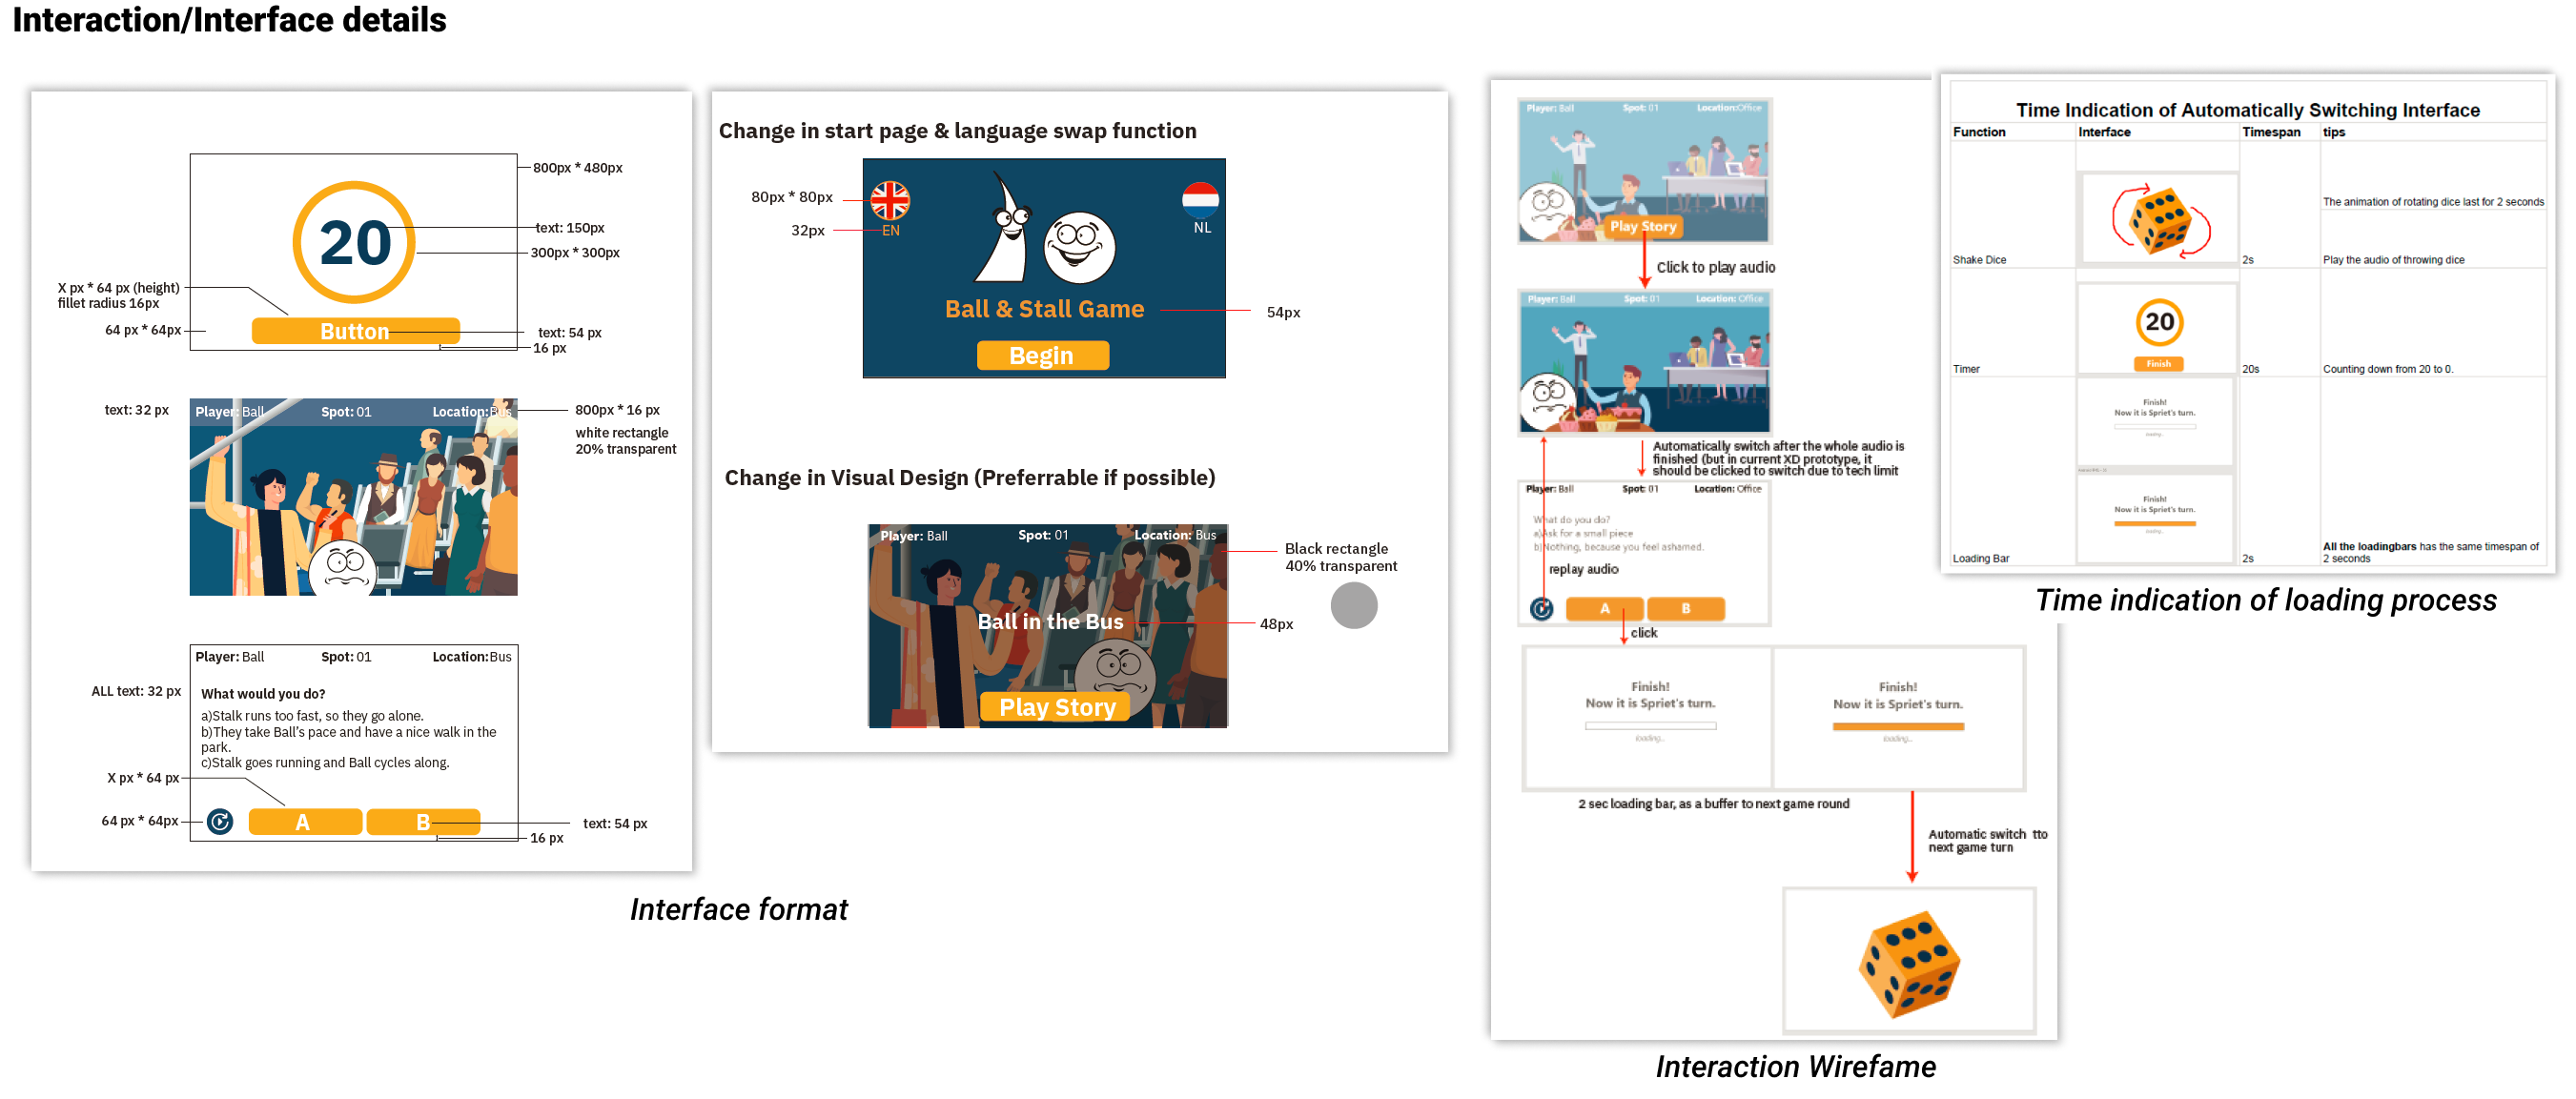 Interaction/Interface details
800px * 480px
20
text: 150px
300px * 300px
X px * 64 px (height)
fillet radius 16px
64 px * 64px
Button
text: 54 px
16 px
text: 32 px
Player: Ball
Spot: 01
Location:Bus
800px * 16 px
white rectangle
20% transparent
Player: Ball
Spot: 01
Location:Bus
ALL text: 32 px
What would you do?
a)Stalk runs too fast, so they go alone.
b)They take Ball's pace and have a nice walk in the
park.
c)Stalk goes running and Ball cycles along.
X px * 64 px
64 px * 64px
A
B
text: 54 px
16 px
Change in start page & language swap function
80px * 80px
32px
EN
NL
Ball & Stall Game
54px
Begin
Change in Visual Design (Preferrable if possible)
Player: Ball
Spot: 01
Location: Bus
Black rectangle
40% transparent
Ball in the Bus
48px
Play Story
Interface format
Player: Ball
Spot: 01
Location:Office
Play Story
Click to play audio
Player: Ball
Spot: 01
Location: Office
Automatically switch after the whole audio is
finished (but in current XD prototype, it
should be clicked to switch due to tech limit
Player: Ball
Spot: 01
Location: Office
What do you do?
a)Ask for a small piece
b)Nothing, because you feel ashamed.
replay audio
A
B
click
Finish!
Now it is Spriet's turn.
loading...
Finish!
Now it is Spriet's turn.
loading...
2 sec loading bar, as a buffer to next game round
Automatic switch tto
next game turn
Interaction Wirefame
Time Indication of Automatically Switching Interface
Function
Interface
Timespan
tips
The animation of rotating dice last for 2 seconds
Shake Dice
2s
Play the audio of throwing dice
20
Finish
Timer
20s
Counting down from 20 to 0.
Finish!
Now it is Spriet's turn.
loading...
Finish!
Now it is Spriet's turn.
loading...
Loading Bar
2s
All the loadingbars has the same timespan of
2 seconds
Time indication of loading process